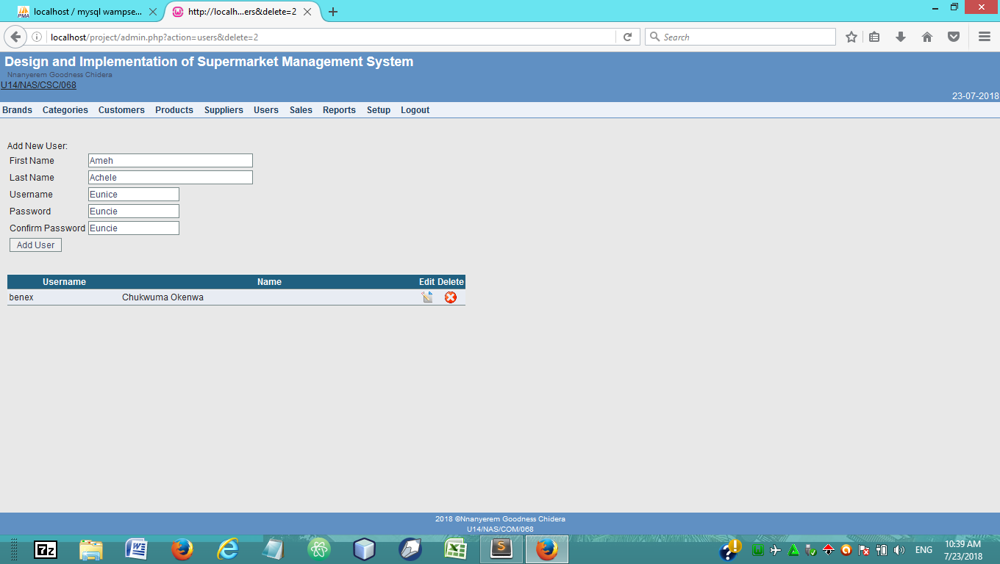 localhost / mysql wampse...
http://localh...ers&delete=2
localhost/project/admin.php?action=users&delete=2
Search
Design and Implementation of Supermarket Management System
Nnanyerem Goodness Chidera
U14/NAS/CSC/068
23-07-2018
Brands Categories Customers Products Suppliers Users Sales Reports Setup Logout
Add New User:
First Name Ameh
Last Name Achele
Username Eunice
Password Euncie
Confirm Password Euncie
Add User
Username Name Edit Delete
benex Chukwuma Okenwa
2018 ©Nnanyerem Goodness Chidera
U14/NAS/COM/068
ENG
10:39 AM
7/23/2018